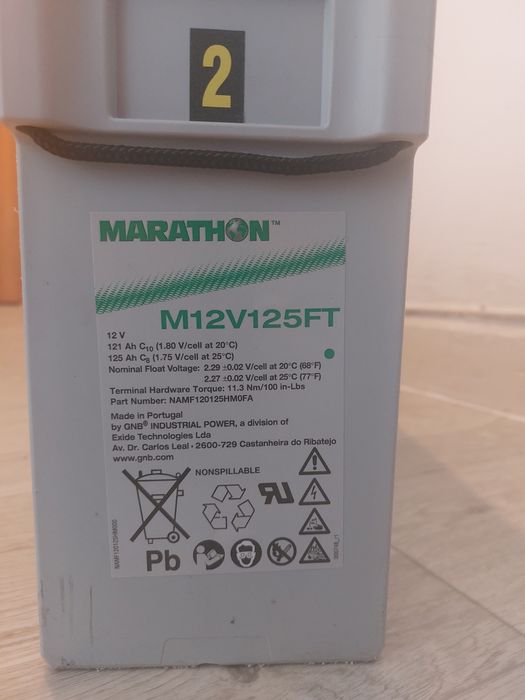 2
MARATHON™
M12V125FT
12 V
121 Ah C10 (1.80 V/cell at 20°C)
125 Ah C8 (1.75 V/cell at 25°C)
Nominal Float Voltage: 2.29 ±0.02 V/cell at 20°C (68°F)
2.27 ±0.02 V/cell at 25°C (77°F)
Terminal Hardware Torque: 11.3 Nm/100 in-Lbs
Part Number: NAMF120125HM0FA
Made in Portugal
by GNB® INDUSTRIAL POWER, a division of
Exide Technologies Lda
Av. Dr. Carlos Leal · 2600-729 Castanheira do Ribatejo
www.gnb.com
NONSPILLABLE
Pb